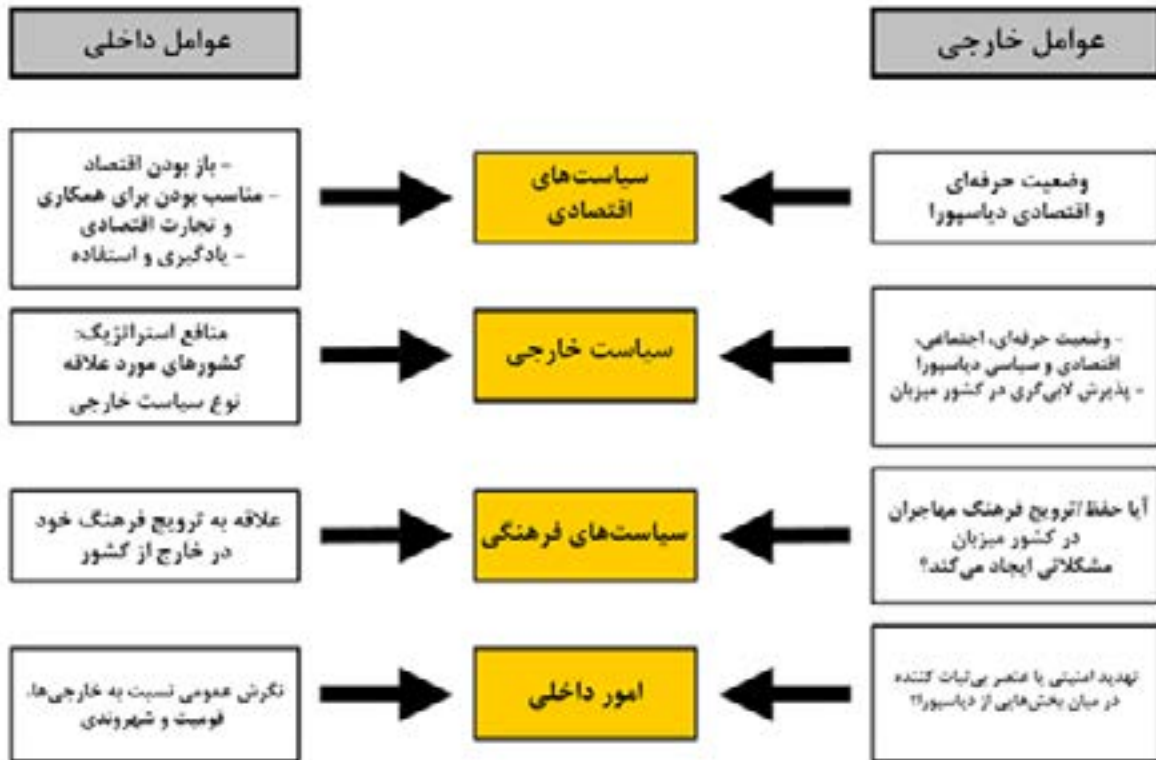 عوامل خارجی
عوامل داخلی
وضعیت حرفه‌ای
و اقتصادی دیاسپورا
سیاست‌های
اقتصادی
- باز بودن اقتصاد
- مناسب بودن برای همکاری
و تجارت اقتصادی
- یادگیری و استفاده
- وضعیت حرفه‌ای، اجتماعی،
اقتصادی و سیاسی دیاسپورا
- پذیرش لابی‌گری در کشور میزبان
سیاست خارجی
منافع استراتژیک:
کشورهای مورد علاقه
نوع سیاست خارجی
آیا حفظ/ترویج فرهنگ مهاجران
در کشور میزبان
مشکلاتی ایجاد می‌کند؟
سیاست‌های فرهنگی
علاقه به ترویج فرهنگ خود
در خارج از کشور
تهدید امنیتی یا عنصر بی‌ثبات کننده
در میان بخش‌هایی از دیاسپورا؟
امور داخلی
نگرش عمومی نسبت به خارجی‌ها،
قومیت و شهروندی